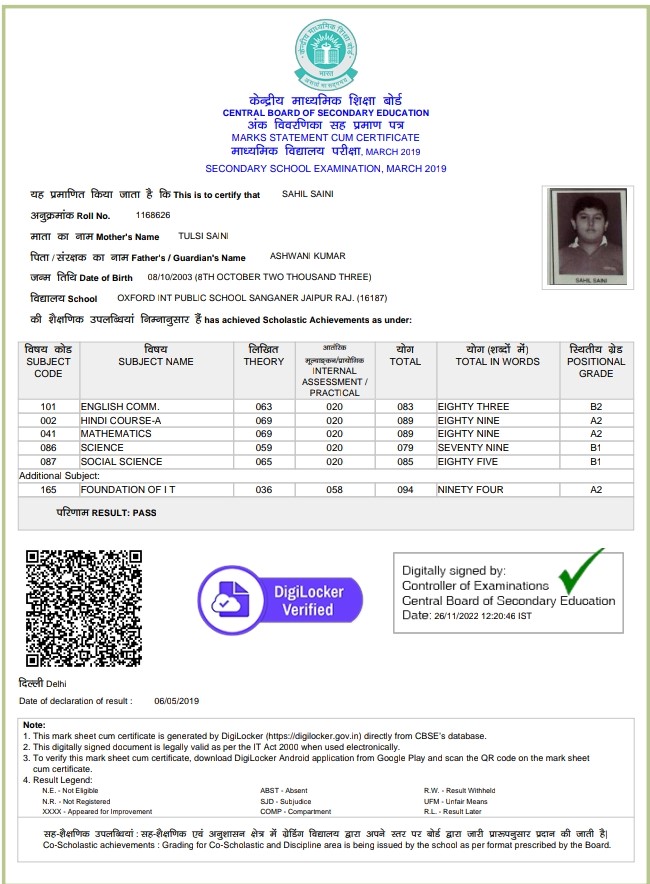 केन्द्रीय माध्यमिक शिक्षा बोर्ड
भारत
असतो मा सद्गमय
केन्द्रीय माध्यमिक शिक्षा बोर्ड
CENTRAL BOARD OF SECONDARY EDUCATION
अंक विवरणिका सह प्रमाण पत्र
MARKS STATEMENT CUM CERTIFICATE
माध्यमिक विद्यालय परीक्षा, MARCH 2019
SECONDARY SCHOOL EXAMINATION, MARCH 2019
यह प्रमाणित किया जाता है कि This is to certify that SAHIL SAINI
अनुक्रमांक Roll No. 1168626
माता का नाम Mother's Name TULSI SAINI
पिता / संरक्षक का नाम Father's / Guardian's Name ASHWANI KUMAR
SAHIL SAINI
जन्म तिथि Date of Birth 08/10/2003 (8TH OCTOBER TWO THOUSAND THREE)
विद्यालय School OXFORD INT PUBLIC SCHOOL SANGANER JAIPUR RAJ. (16187)
की शैक्षणिक उपलब्धियां निम्नानुसार हैं has achieved Scholastic Achievements as under:
विषय कोड SUBJECT CODE विषय SUBJECT NAME लिखित THEORY आतंरिक मूल्याङ्कन/प्रायोगिक INTERNAL ASSESSMENT / PRACTICAL योग TOTAL योग (शब्दों में) TOTAL IN WORDS स्थितीय ग्रेड POSITIONAL GRADE
101 ENGLISH COMM. 063 020 083 EIGHTY THREE B2
002 HINDI COURSE-A 069 020 089 EIGHTY NINE A2
041 MATHEMATICS 069 020 089 EIGHTY NINE A2
086 SCIENCE 059 020 079 SEVENTY NINE B1
087 SOCIAL SCIENCE 065 020 085 EIGHTY FIVE B1
Additional Subject:
165 FOUNDATION OF I T 036 058 094 NINETY FOUR A2
परिणाम RESULT: PASS
DigiLocker
Verified
Digitally signed by:
Controller of Examinations
Central Board of Secondary Education
Date: 26/11/2022 12:20:46 IST
दिल्ली Delhi
Date of declaration of result : 06/05/2019
Note:
1. This mark sheet cum certificate is generated by DigiLocker (https://digilocker.gov.in) directly from CBSE's database.
2. This digitally signed document is legally valid as per the IT Act 2000 when used electronically.
3. To verify this mark sheet cum certificate, download DigiLocker Android application from Google Play and scan the QR code on the mark sheet
cum certificate.
4. Result Legend:
N.E. - Not Eligible ABST - Absent R.W. - Result Withheld
N.R. - Not Registered SJD - Subjudice UFM - Unfair Means
XXXX - Appeared for Improvement COMP - Compartment R.L. - Result Later
सह-शैक्षणिक उपलब्धियां : सह-शैक्षणिक एवं अनुशासन क्षेत्र में ग्रेडिंग विद्यालय द्वारा अपने स्तर पर बोर्ड द्वारा जारी प्रारूपनुसार प्रदान की जाती है|
Co-Scholastic achievements : Grading for Co-Scholastic and Discipline area is being issued by the school as per format prescribed by the Board.